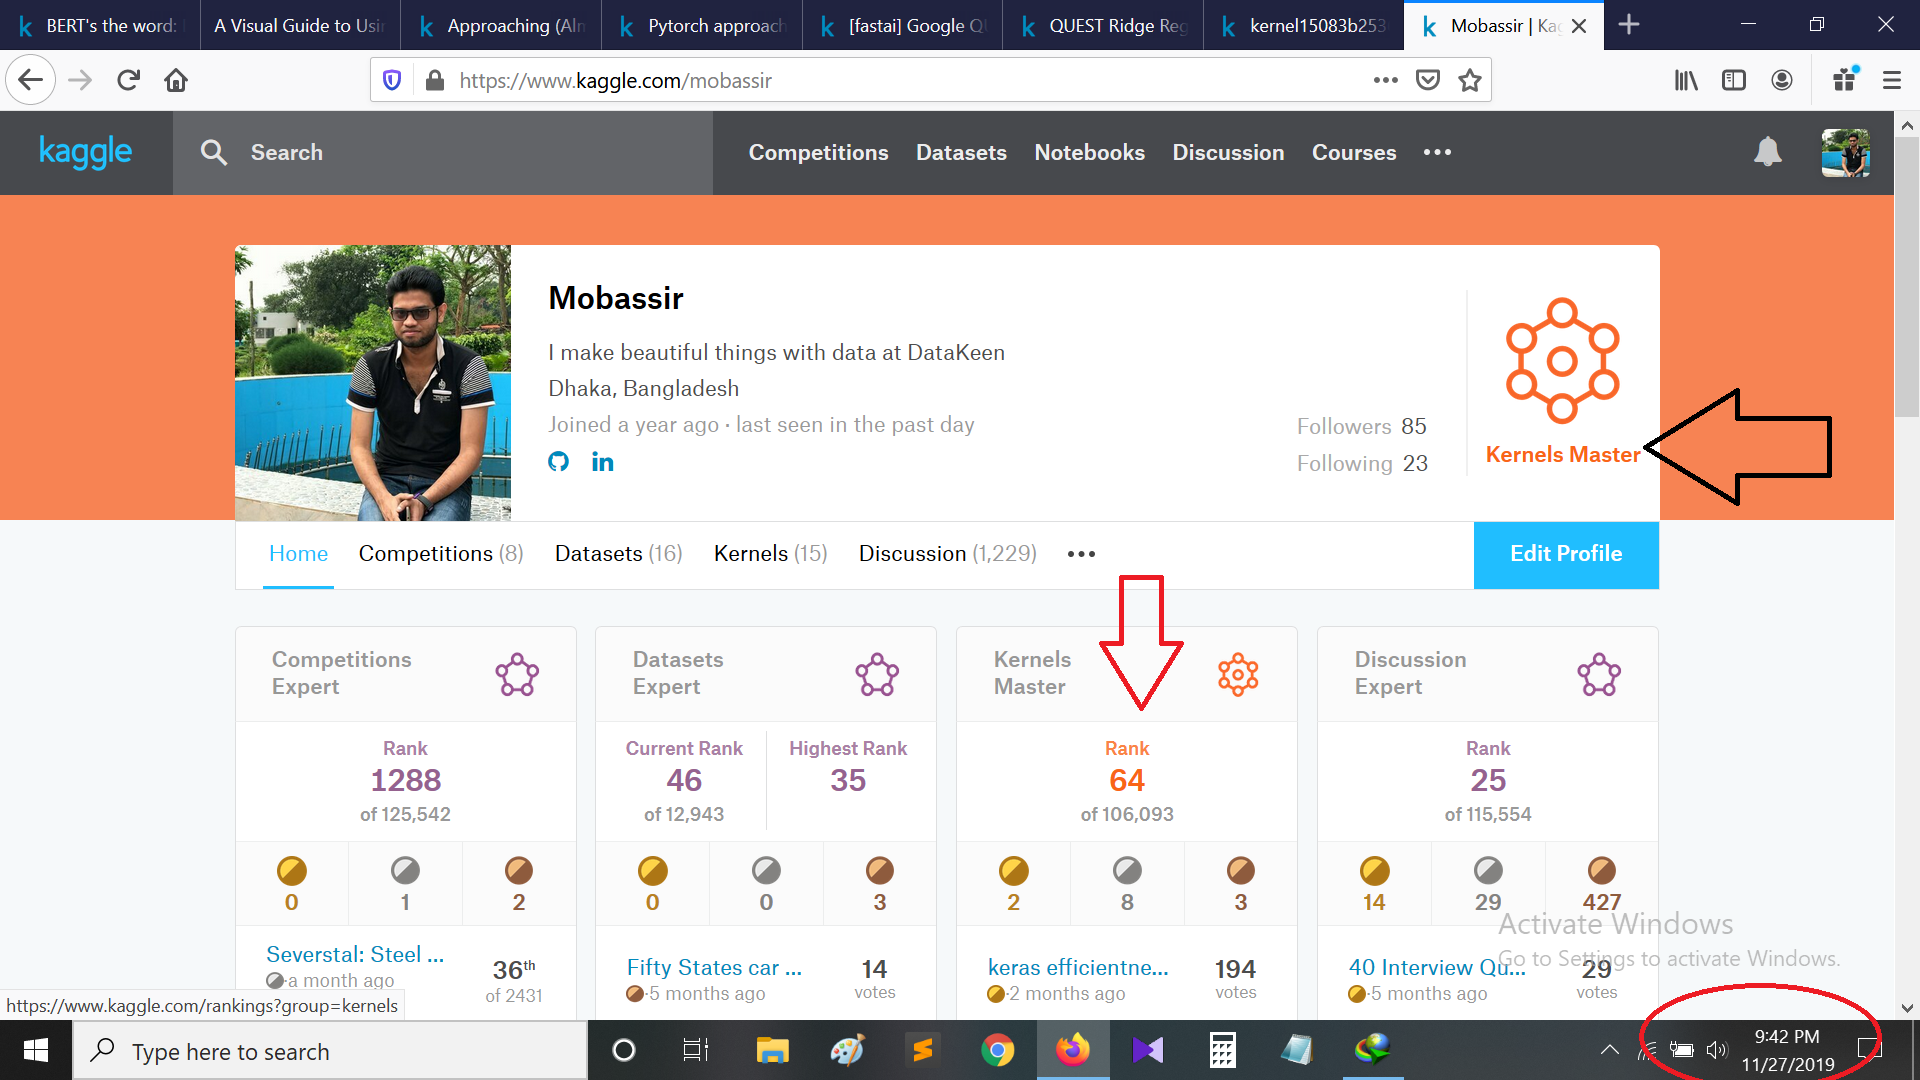 BERT's the word:
A Visual Guide to Usi
Approaching (Aln
Pytorch approach
[fastai] Google Q
QUEST Ridge Reg
kernel15083b253
Mobassir | Kag
https://www.kaggle.com/mobassir
kaggle
Search
Competitions
Datasets
Notebooks
Discussion
Courses
Mobassir
I make beautiful things with data at DataKeen
Dhaka, Bangladesh
Joined a year ago · last seen in the past day
Followers 85
Following 23
Kernels Master
Home
Competitions (8)
Datasets (16)
Kernels (15)
Discussion (1,229)
Edit Profile
Competitions
Expert
Rank
1288
of 125,542
0 1 2
Severstal: Steel ...
·a month ago
36th
of 2431
Datasets
Expert
Current Rank
46
of 12,943
Highest Rank
35
0 0 3
Fifty States car ...
·5 months ago
14
votes
Kernels
Master
Rank
64
of 106,093
2 8 3
keras efficientne...
·2 months ago
194
votes
Discussion
Expert
Rank
25
of 115,554
14 29 427
40 Interview Qu...
·5 months ago
29
votes
Activate Windows
Go to Settings to activate Windows.
https://www.kaggle.com/rankings?group=kernels
Type here to search
9:42 PM
11/27/2019